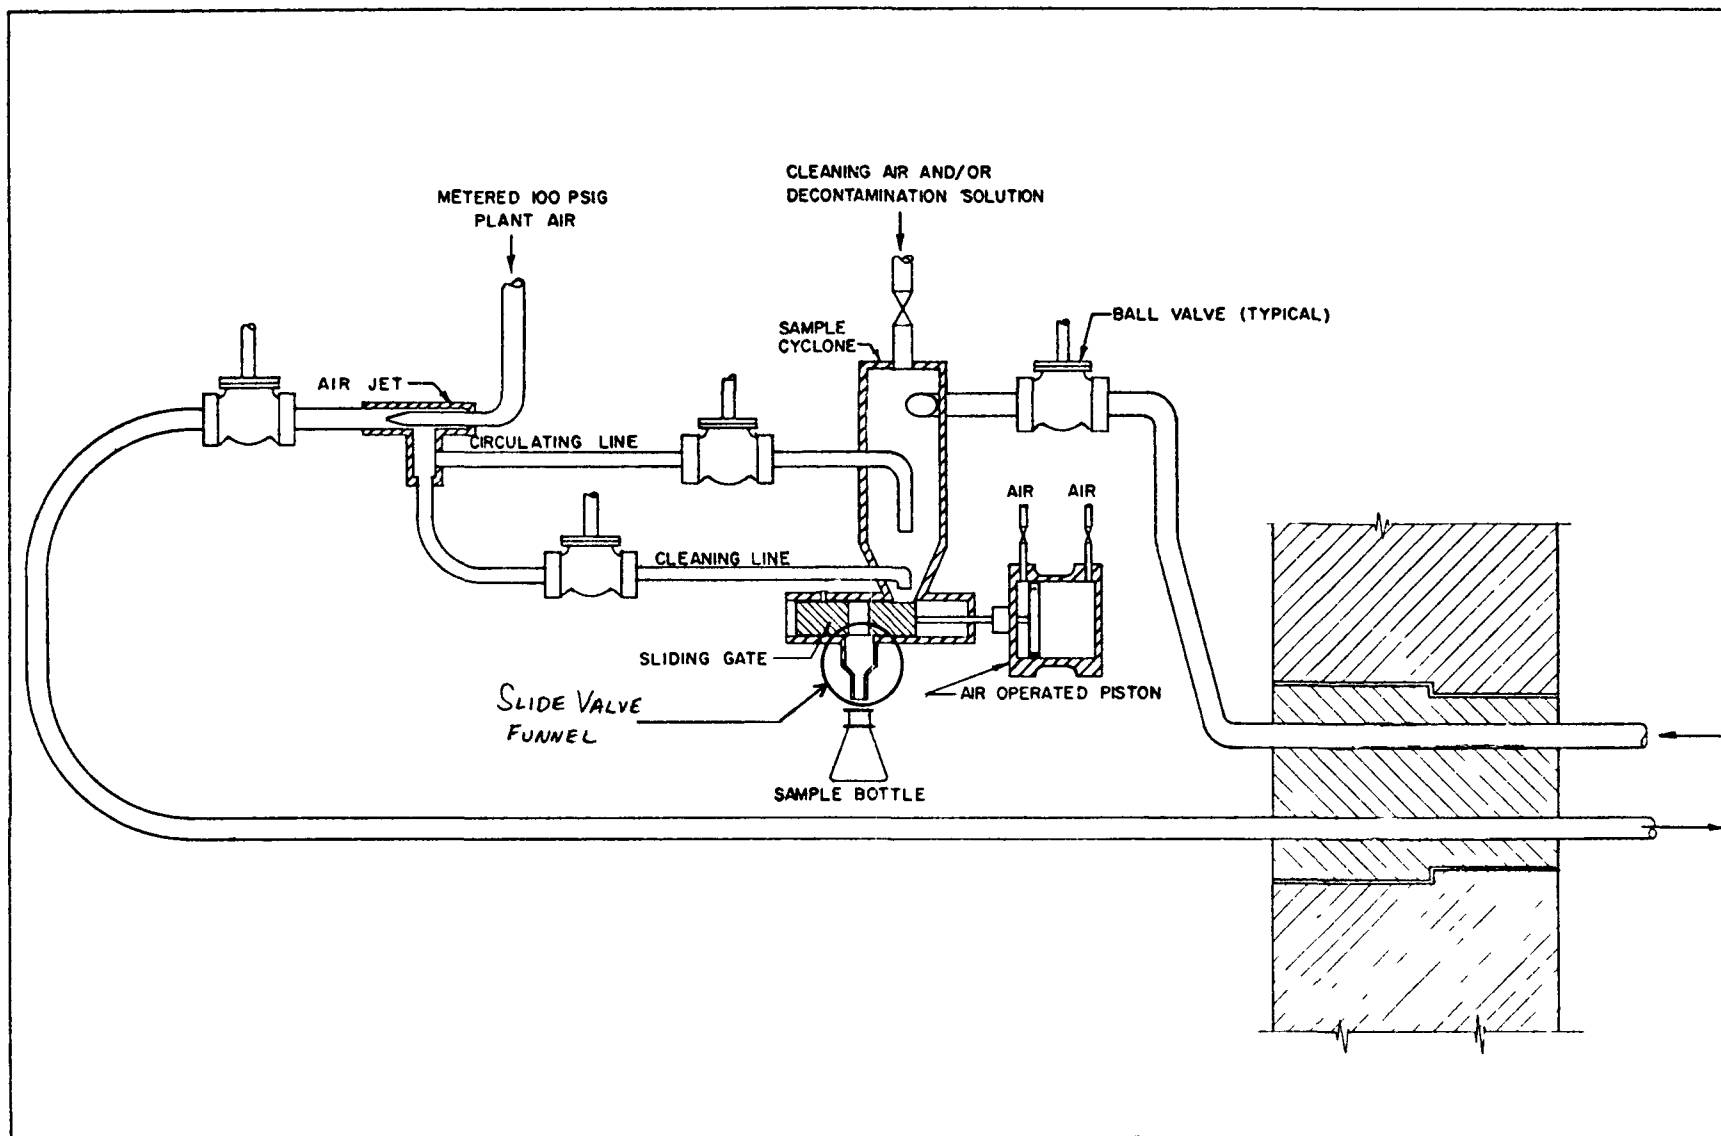 CLEANING AIR AND/OR
DECONTAMINATION SOLUTION
METERED 100 PSIG
PLANT AIR
BALL VALVE (TYPICAL)
SAMPLE
CYCLONE
AIR JET
CIRCULATING LINE
AIR
AIR
CLEANING LINE
SLIDING GATE
AIR OPERATED PISTON
SLIDE VALVE
FUNNEL
SAMPLE BOTTLE